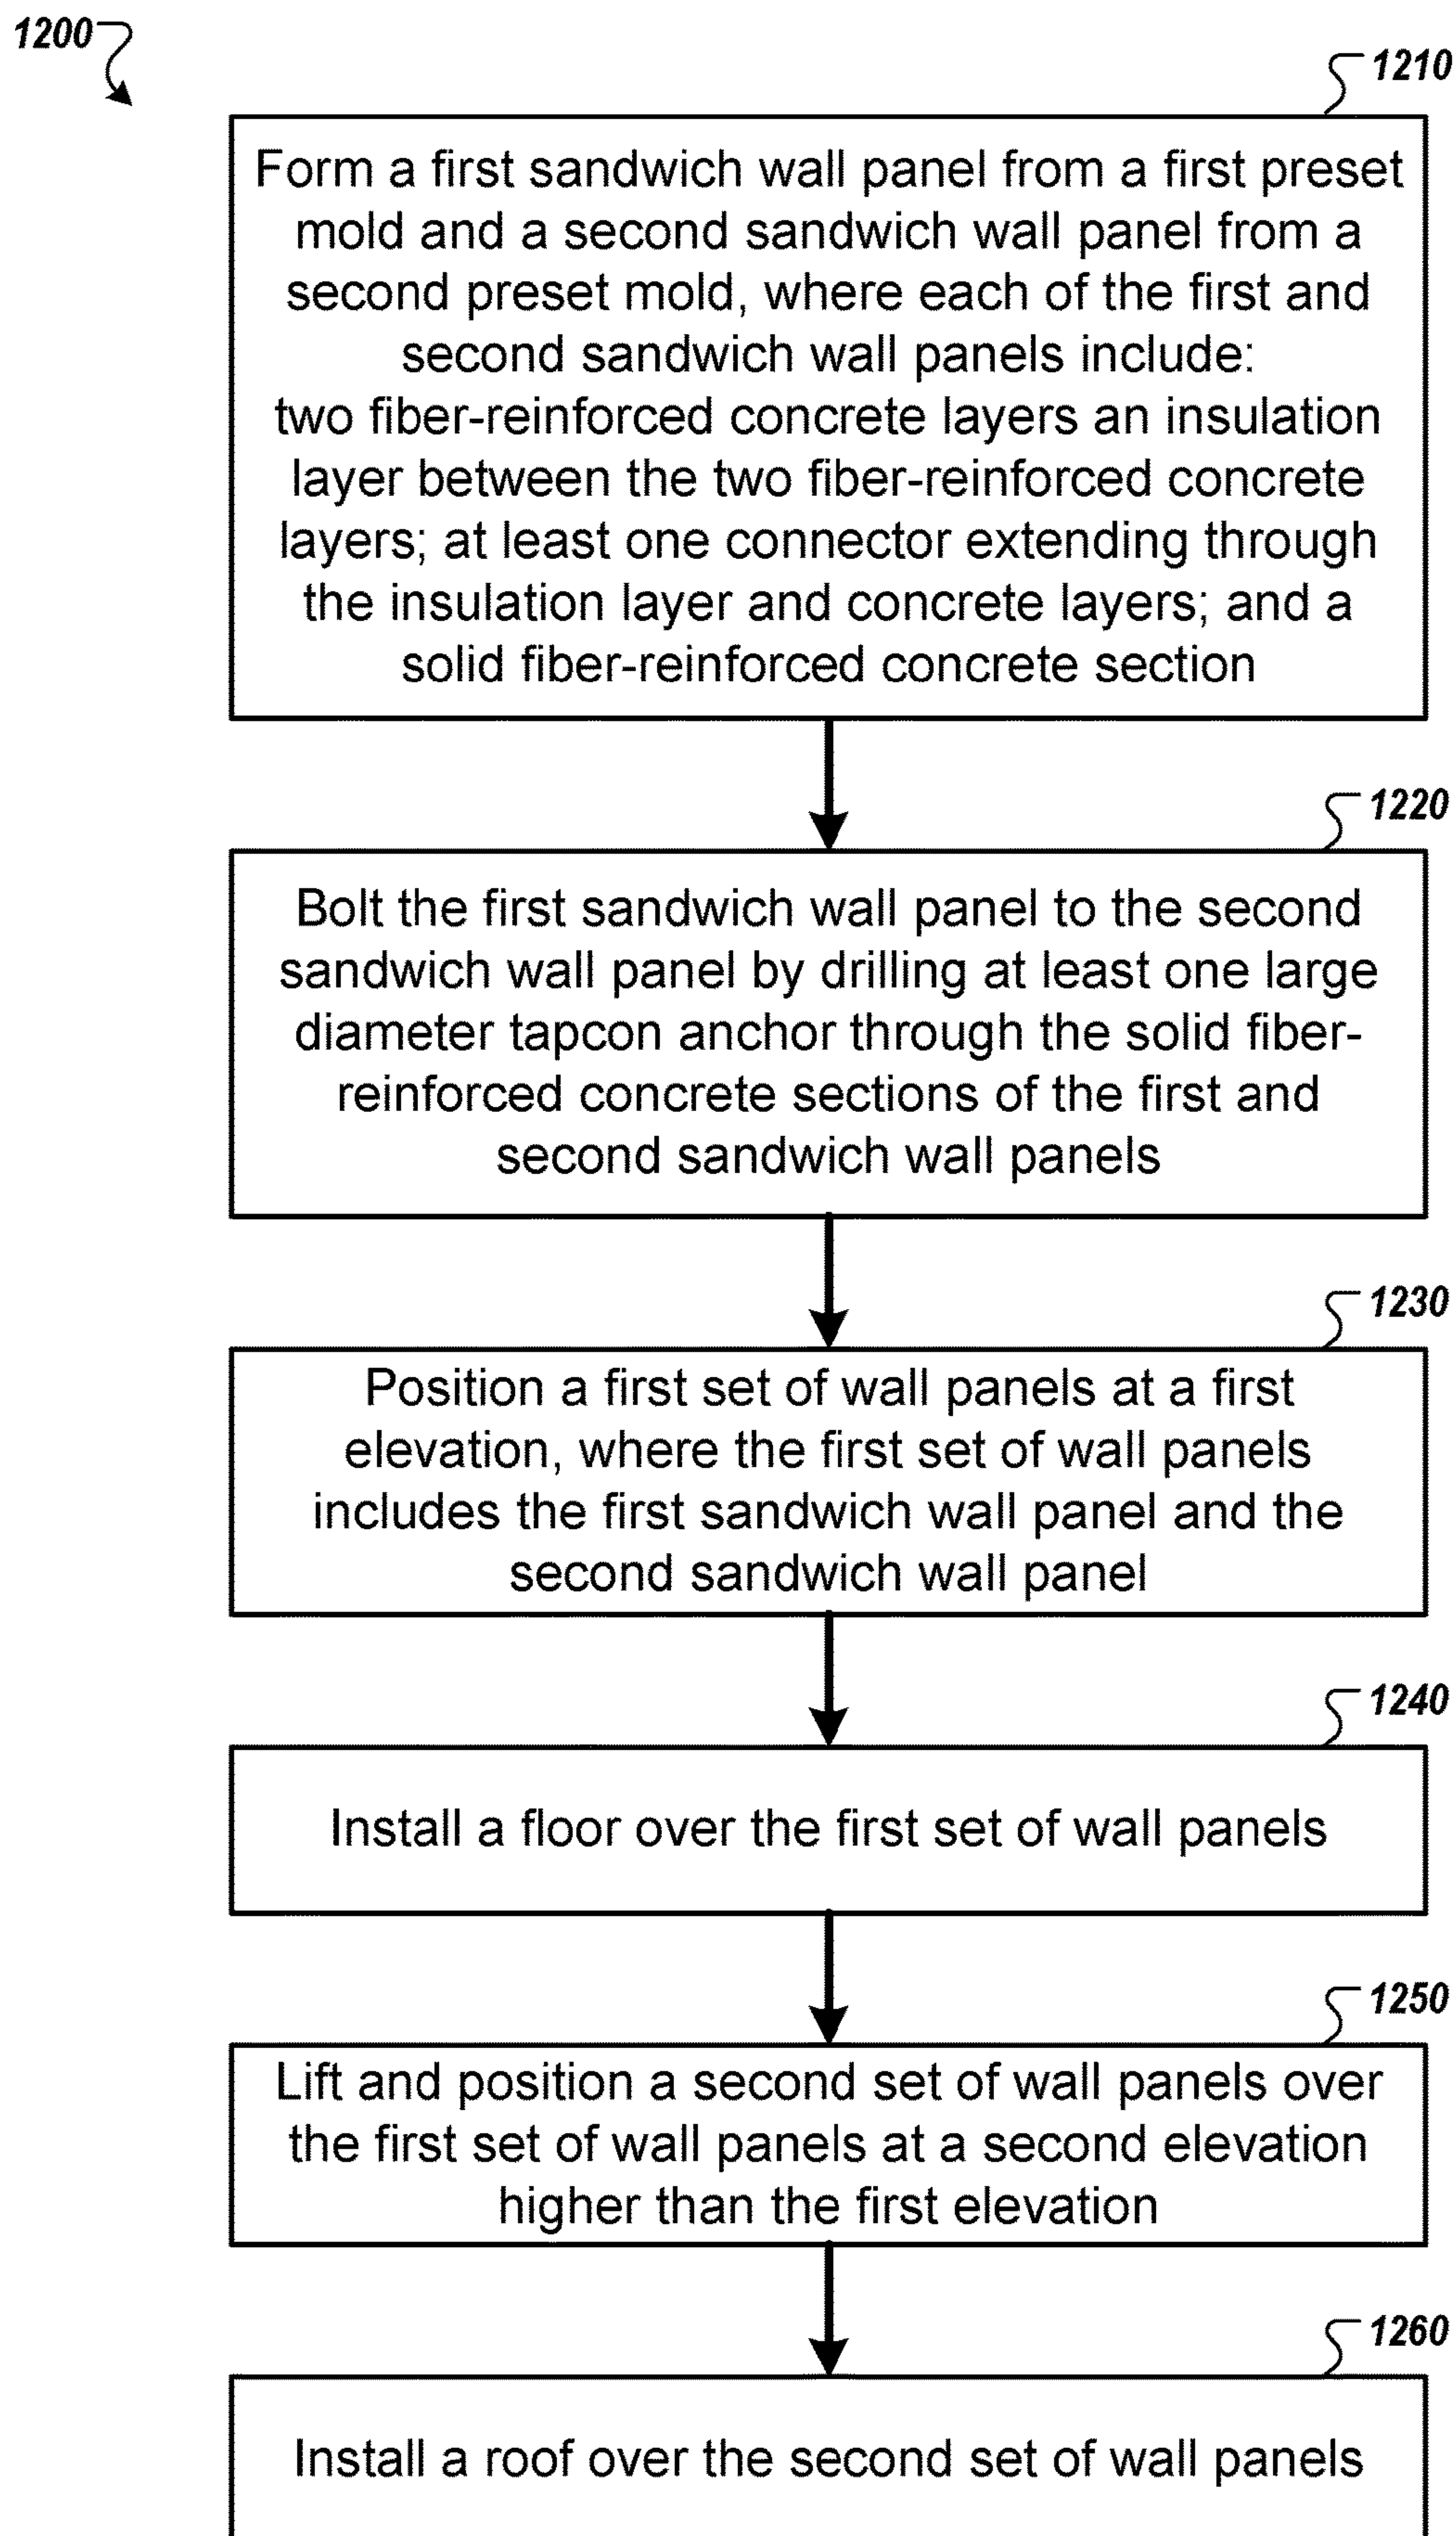 1200
1210
Form a first sandwich wall panel from a first preset
mold and a second sandwich wall panel from a
second preset mold, where each of the first and
second sandwich wall panels include:
two fiber-reinforced concrete layers an insulation
layer between the two fiber-reinforced concrete
layers; at least one connector extending through
the insulation layer and concrete layers; and a
solid fiber-reinforced concrete section
1220
Bolt the first sandwich wall panel to the second
sandwich wall panel by drilling at least one large
diameter tapcon anchor through the solid fiber-
reinforced concrete sections of the first and
second sandwich wall panels
1230
Position a first set of wall panels at a first
elevation, where the first set of wall panels
includes the first sandwich wall panel and the
second sandwich wall panel
1240
Install a floor over the first set of wall panels
1250
Lift and position a second set of wall panels over
the first set of wall panels at a second elevation
higher than the first elevation
1260
Install a roof over the second set of wall panels